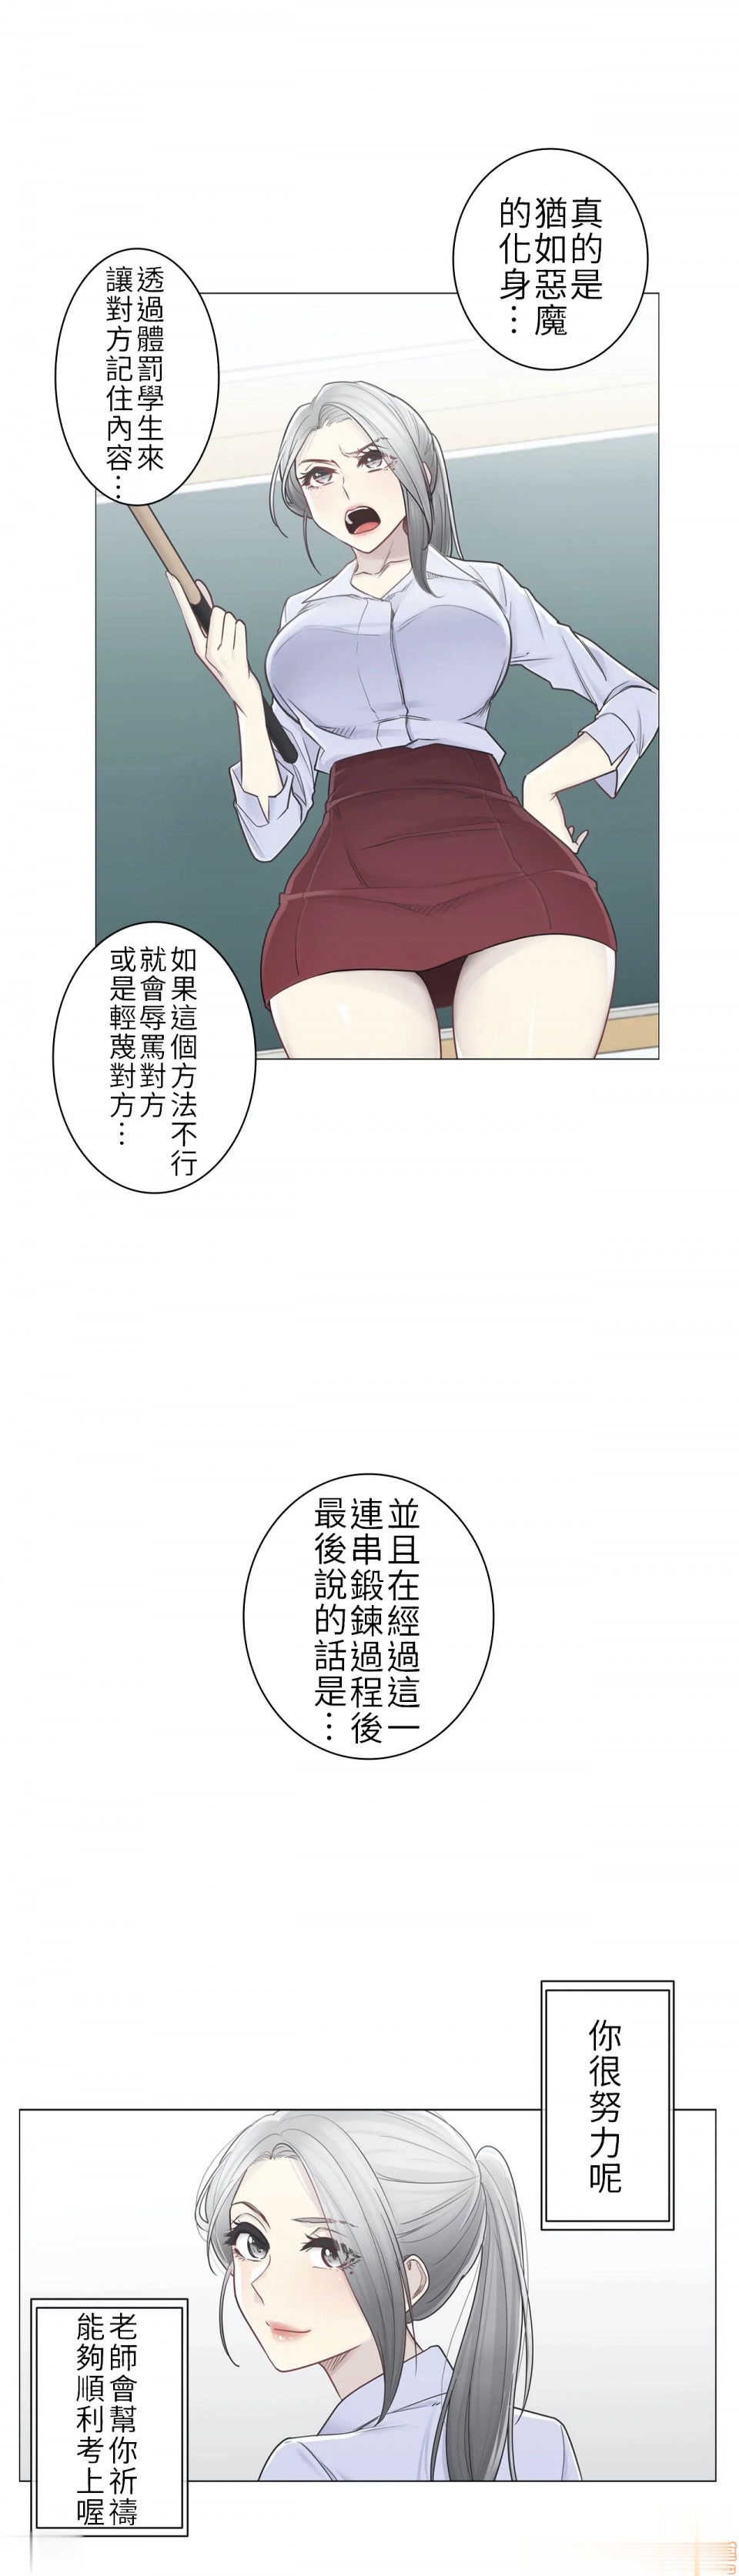 真的是
猶如惡魔
的化身…
透過體罰學生來
讓對方記住內容…
如果這個方法不行
就會辱罵對方
或是輕蔑對方…
並且在經過這一
連串鍛鍊過程後
最後說的話是…
你很努力呢
老師會幫你祈禱
能夠順利考上喔